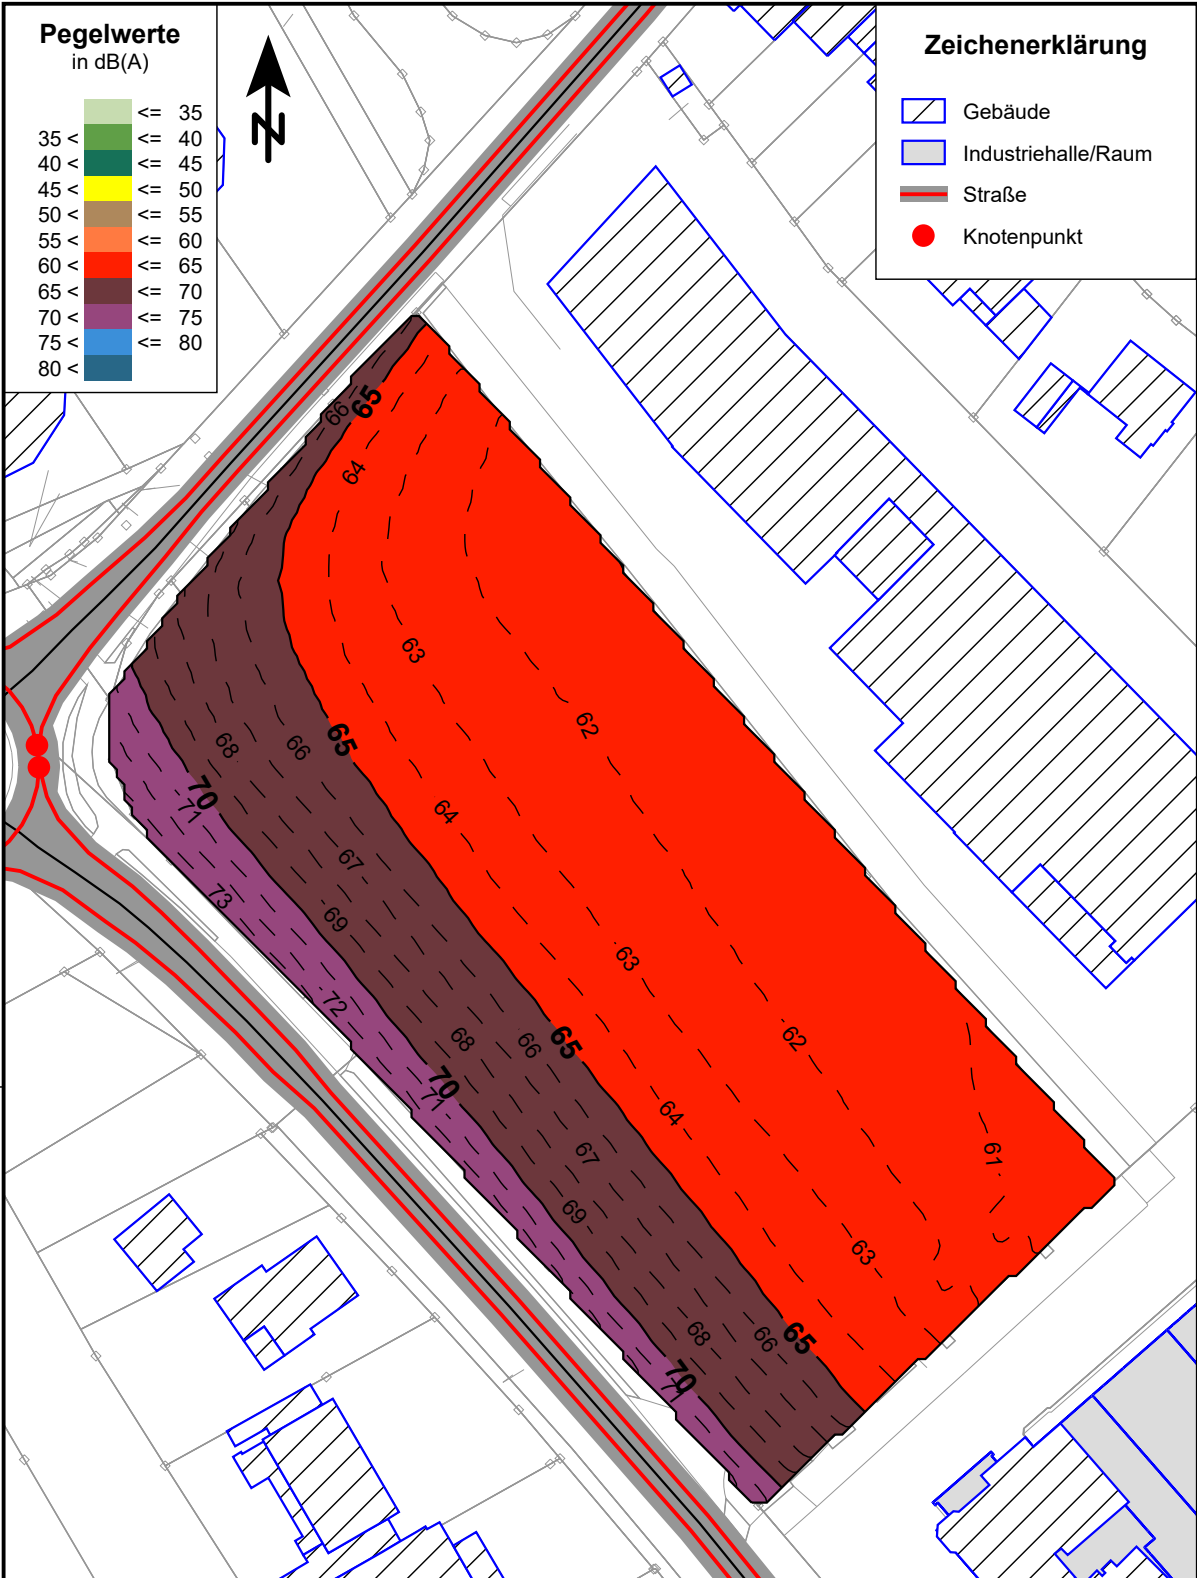 Pegelwerte
in dB(A)
<= 35
35 < <= 40
40 < <= 45
45 < <= 50
50 < <= 55
55 < <= 60
60 < <= 65
65 < <= 70
70 < <= 75
75 < <= 80
80 <
N
Zeichenerklärung
Gebäude
Industriehalle/Raum
Straße
Knotenpunkt
66
65
64
63
62
68
66
65
70
71
64
67
73
69
63
72
62
68
66
65
70
71
64
61
67
69
63
68
66
65
70
71